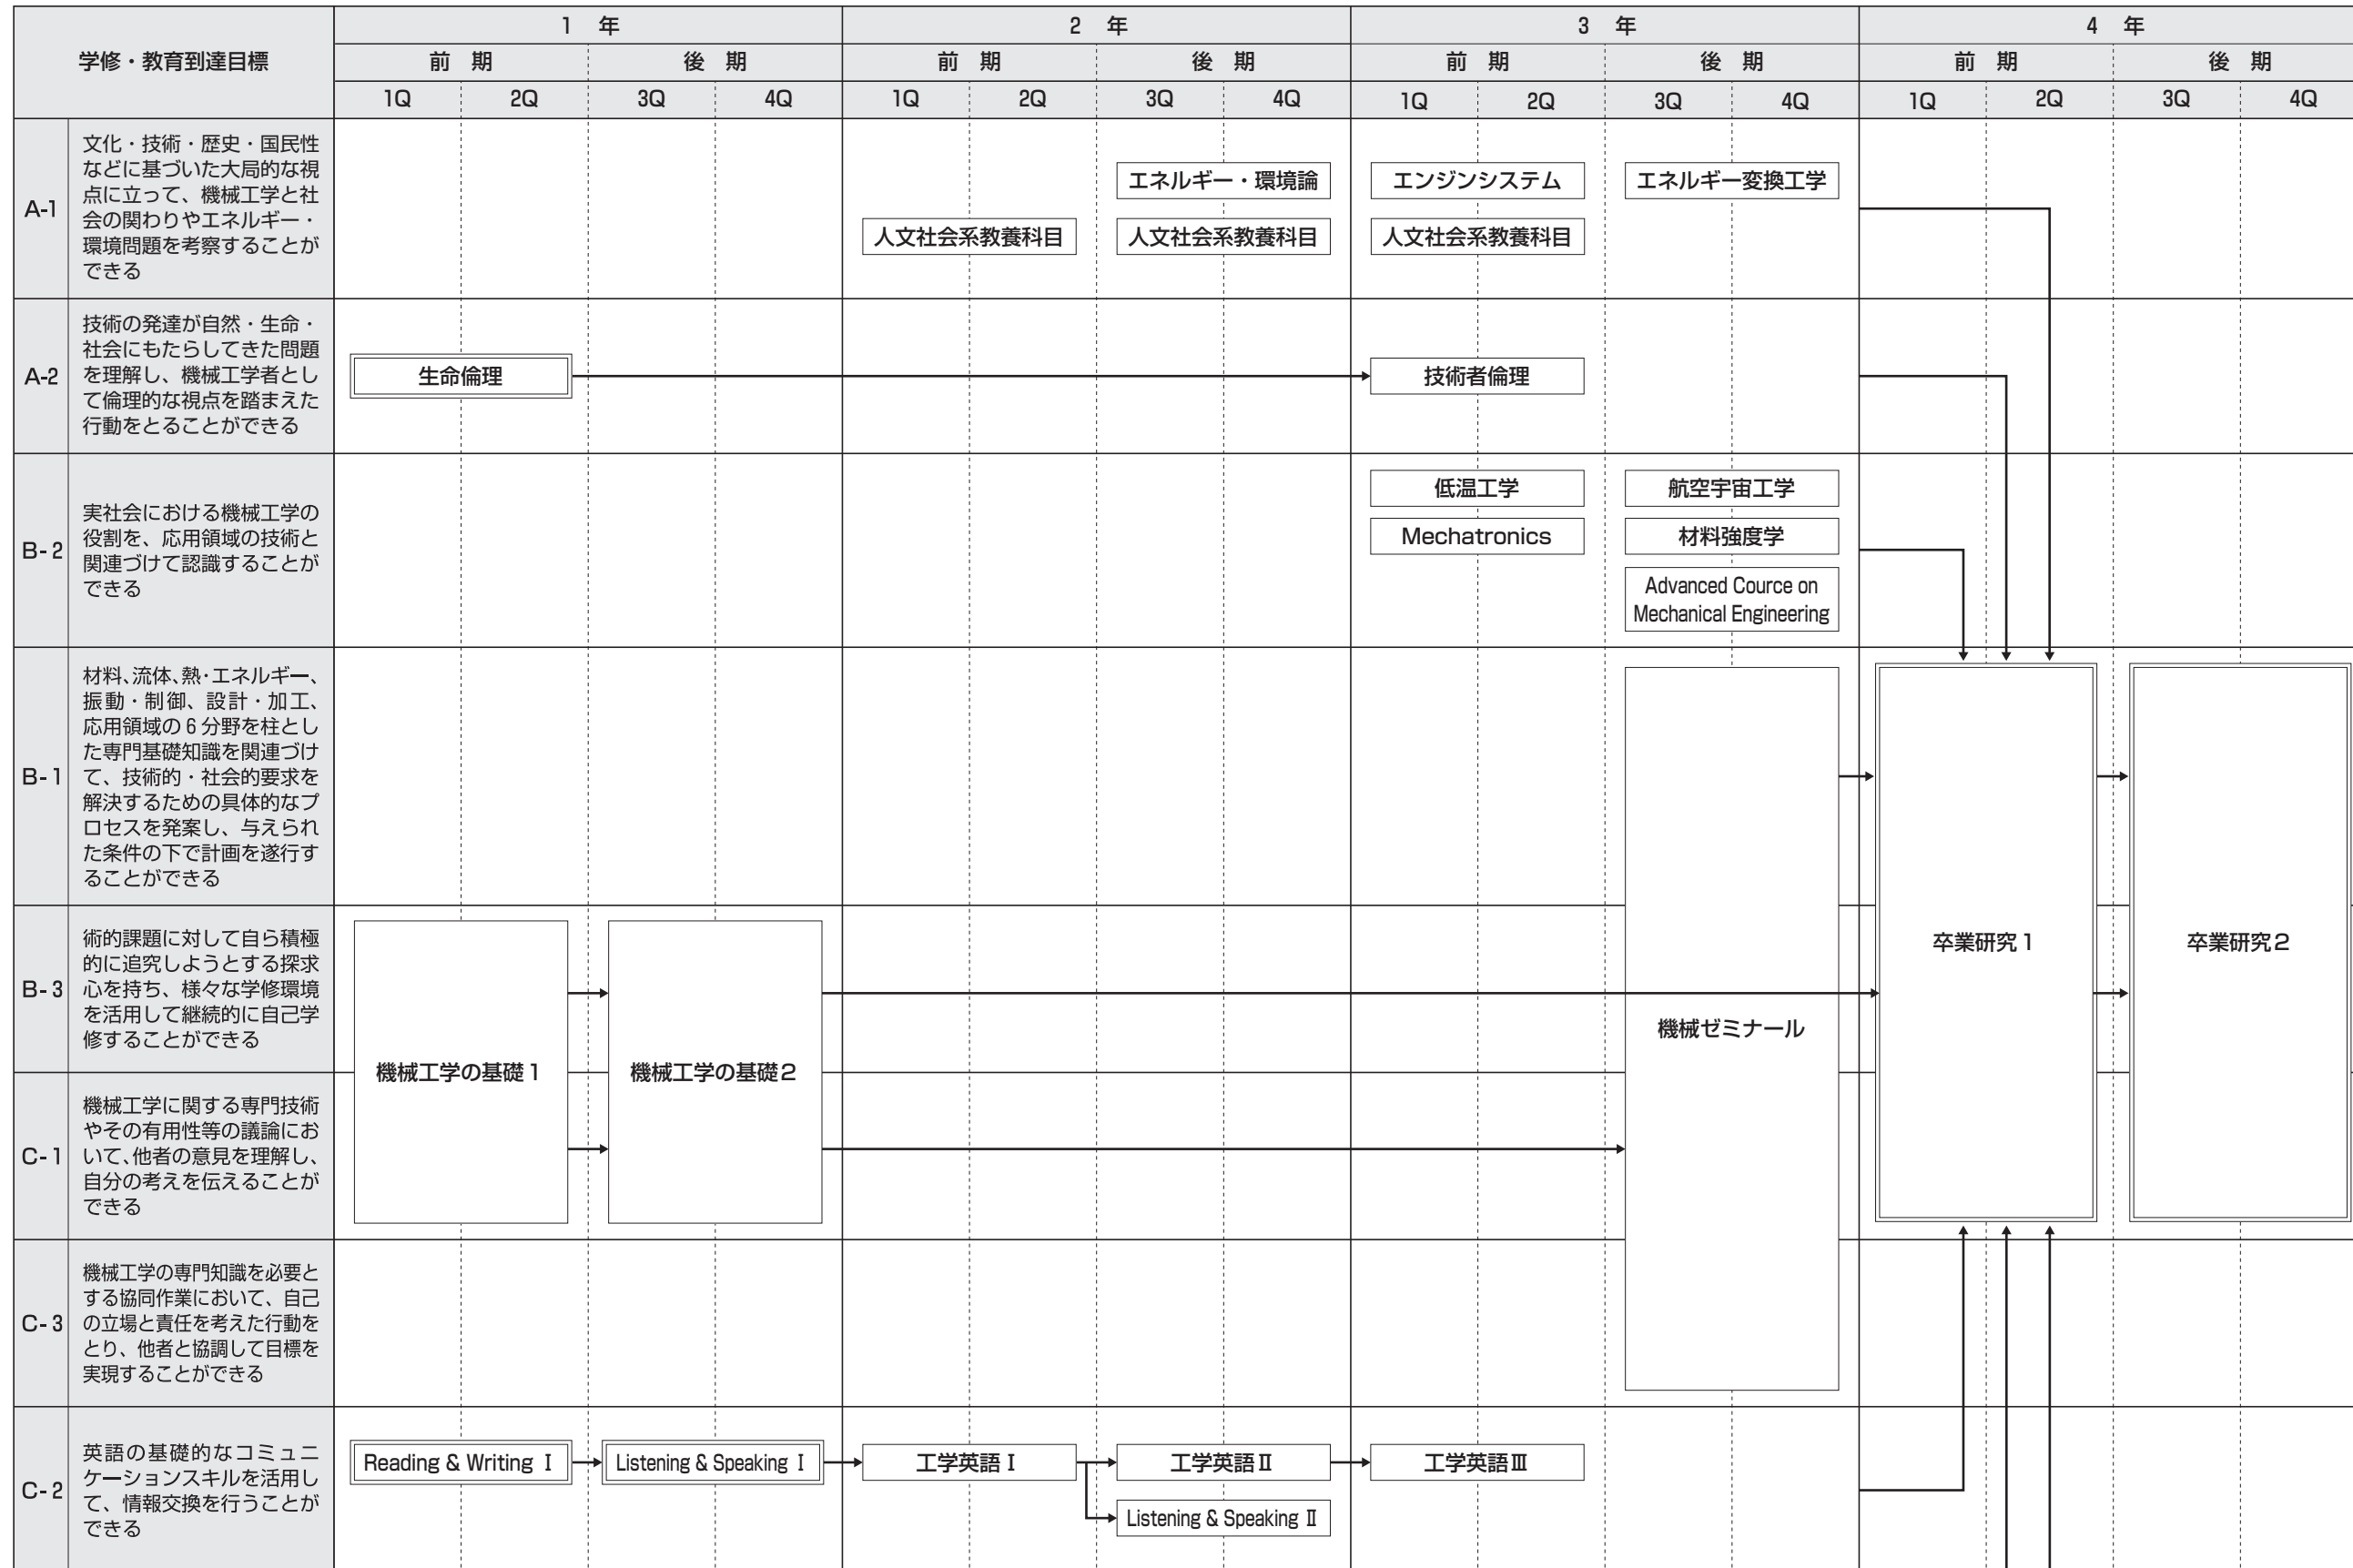 学修・教育到達目標
1　年
2　年
3　年
4　年
前　期
後　期
前　期
後　期
前　期
後　期
前　期
後　期
1Q
2Q
3Q
4Q
1Q
2Q
3Q
4Q
1Q
2Q
3Q
4Q
1Q
2Q
3Q
4Q
A-1
文化・技術・歴史・国民性
などに基づいた大局的な視
点に立って、機械工学と社
会の関わりやエネルギー・
環境問題を考察することが
できる
エネルギー・環境論
エンジンシステム
エネルギー変換工学
人文社会系教養科目
人文社会系教養科目
人文社会系教養科目
A-2
技術の発達が自然・生命・
社会にもたらしてきた問題
を理解し、機械工学者とし
て倫理的な視点を踏まえた
行動をとることができる
生命倫理
技術者倫理
B-2
実社会における機械工学の
役割を、応用領域の技術と
関連づけて認識することが
できる
低温工学
航空宇宙工学
Mechatronics
材料強度学
Advanced Cource on
Mechanical Engineering
B-1
材料、流体、熱・エネルギー、
振動・制御、設計・加工、
応用領域の6分野を柱とし
た専門基礎知識を関連づけ
て、技術的・社会的要求を
解決するための具体的なプ
ロセスを発案し、与えられ
た条件の下で計画を遂行す
ることができる
B-3
術的課題に対して自ら積極
的に追究しようとする探求
心を持ち、様々な学修環境
を活用して継続的に自己学
修することができる
卒業研究1
卒業研究2
機械ゼミナール
機械工学の基礎1
機械工学の基礎2
C-1
機械工学に関する専門技術
やその有用性等の議論にお
いて、他者の意見を理解し、
自分の考えを伝えることが
できる
C-3
機械工学の専門知識を必要と
する協同作業において、自己
の立場と責任を考えた行動を
とり、他者と協調して目標を
実現することができる
C-2
英語の基礎的なコミュニ
ケーションスキルを活用し
て、情報交換を行うことが
できる
Reading & Writing Ⅰ
Listening & Speaking Ⅰ
工学英語Ⅰ
工学英語Ⅱ
工学英語Ⅲ
Listening & Speaking Ⅱ